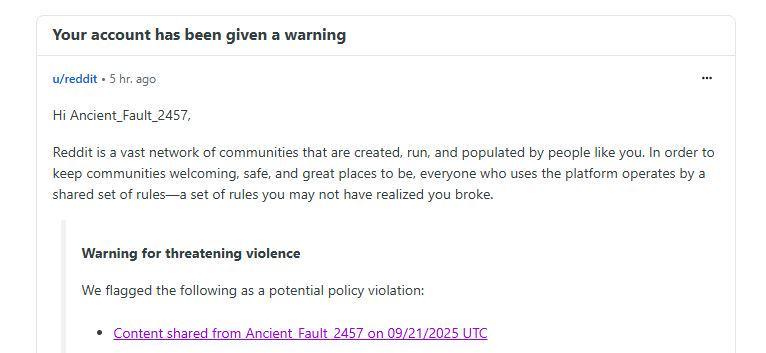 Your account has been given a warning
u/reddit • 5 hr. ago
Hi Ancient_Fault_2457,
Reddit is a vast network of communities that are created, run, and populated by people like you. In order to
keep communities welcoming, safe, and great places to be, everyone who uses the platform operates by a
shared set of rules—a set of rules you may not have realized you broke.
Warning for threatening violence
We flagged the following as a potential policy violation:
• Content shared from Ancient_Fault_2457 on 09/21/2025 UTC